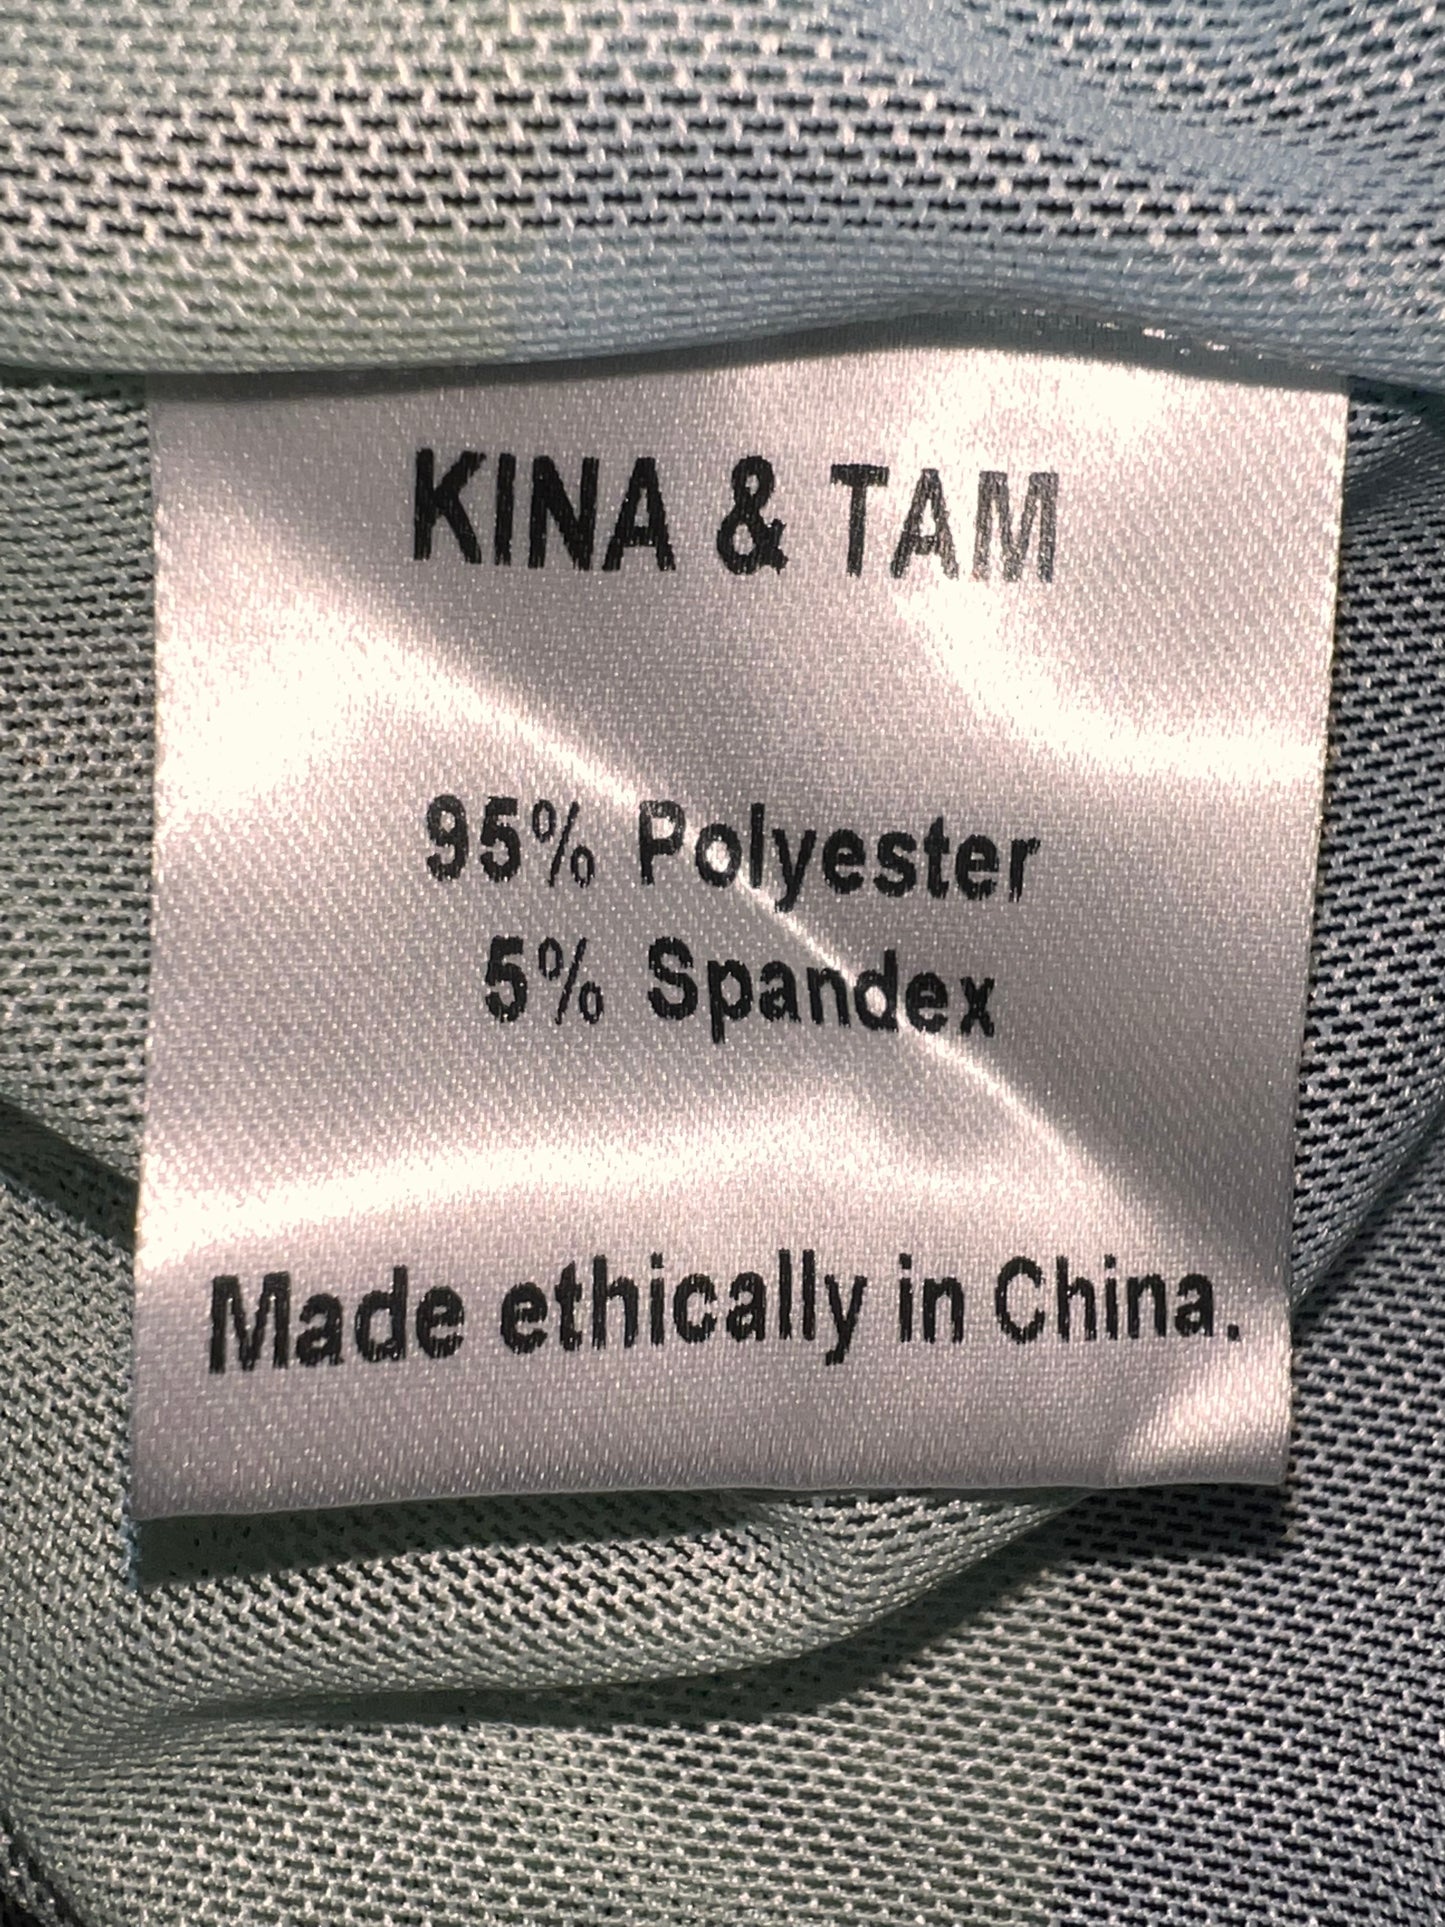 KINA & TAM
95% Polyester
5% Spandex
Made ethically in China.